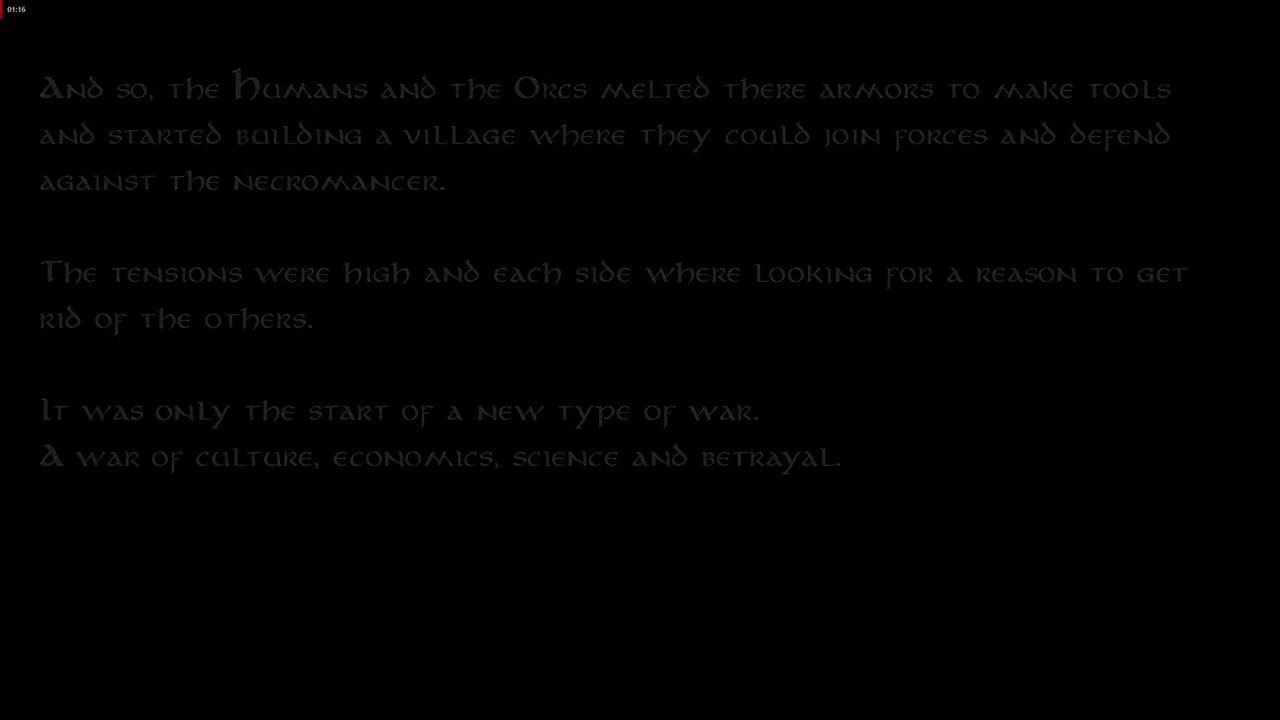 01:16
And so, the Humans and the Orcs melted there armors to make tools
and started building a village where they could join forces and defend
against the necromancer.
The tensions were high and each side where looking for a reason to get
rid of the others.
It was only the start of a new type of war.
A war of culture, economics, science and betrayal.